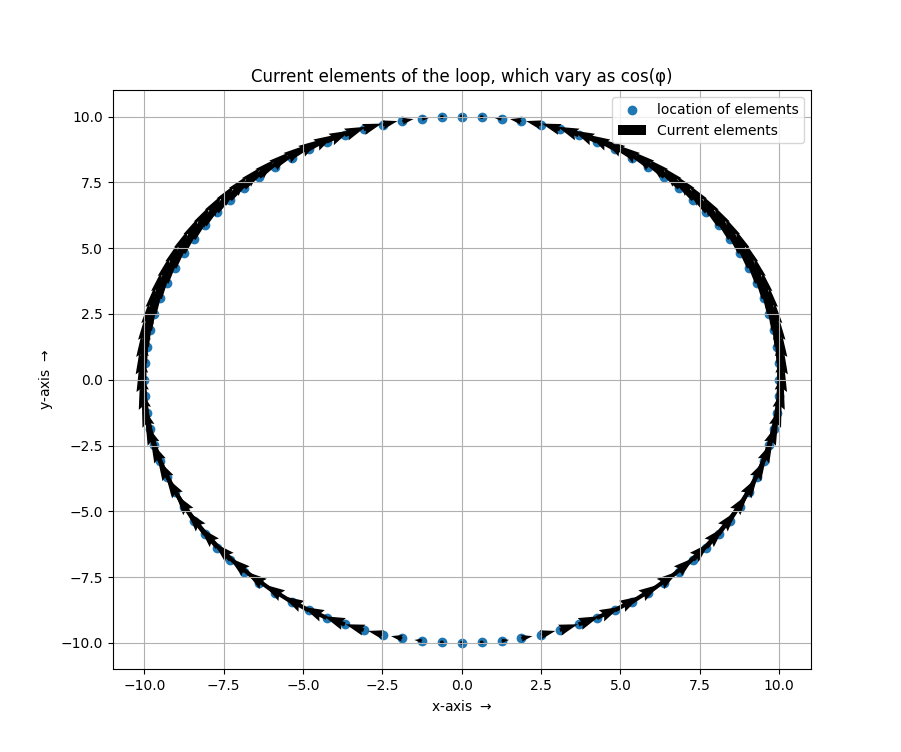 Current elements of the loop, which vary as cos(φ)
location of elements
Current elements
10.0
7.5
5.0
2.5
0.0
−2.5
−5.0
−7.5
−10.0
y-axis →
−10.0 −7.5 −5.0 −2.5 0.0 2.5 5.0 7.5 10.0
x-axis →